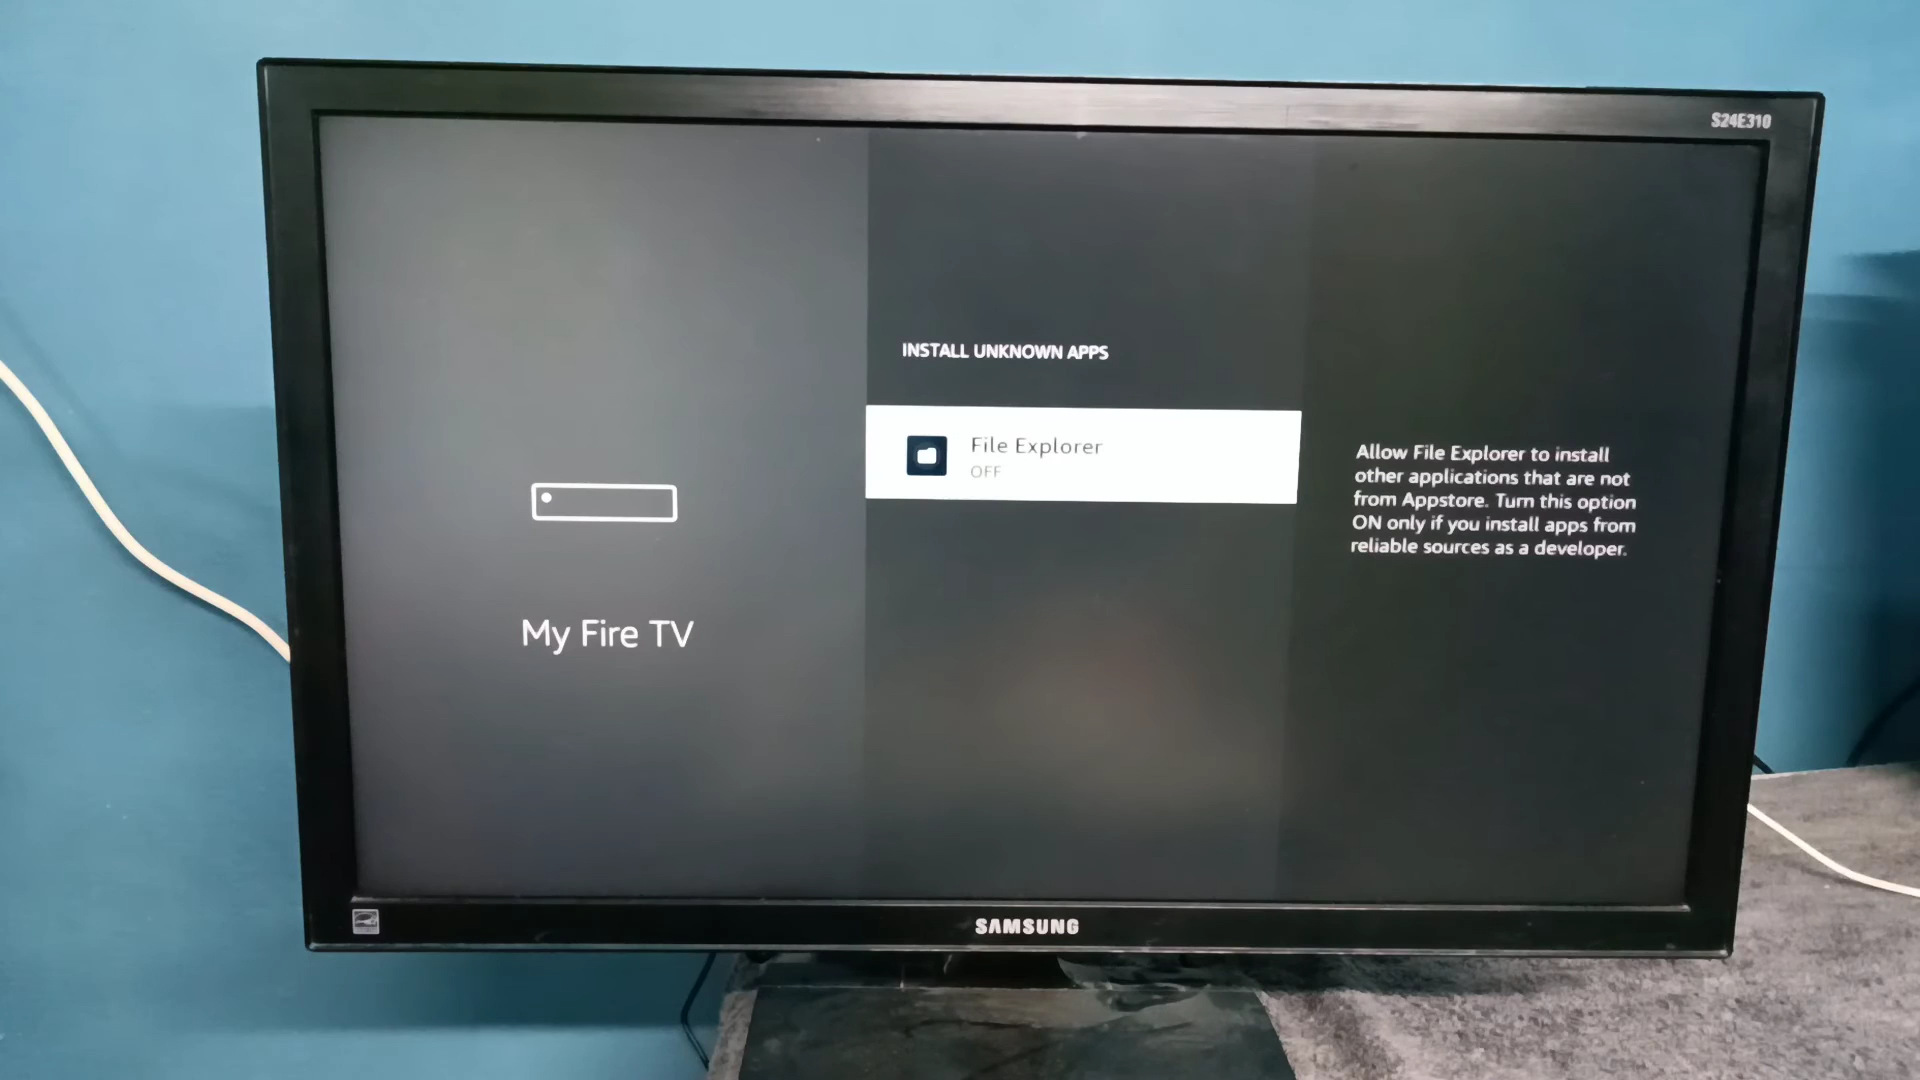 S24E310
INSTALL UNKNOWN APPS
File Explorer
OFF
Allow File Explorer to install
other applications that are not
from Appstore. Turn this option
ON only if you install apps from
reliable sources as a developer.
My Fire TV
SAMSUNG